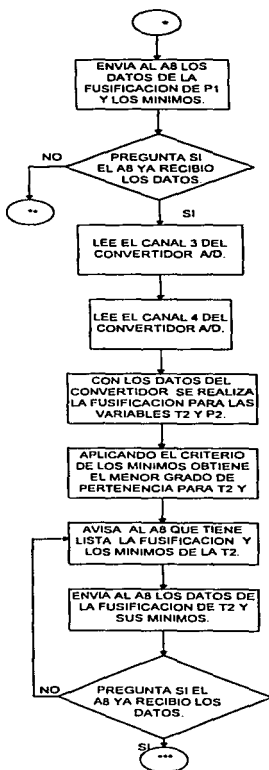 *
ENVIA AL A8 LOS
DATOS DE LA
FUSIFICACION DE P1
Y LOS MINIMOS.
NO
PREGUNTA SI
EL A8 YA RECIBIO
LOS DATOS.
**
SI
LEE EL CANAL 3 DEL
CONVERTIDOR A/D.
LEE EL CANAL 4 DEL
CONVERTIDOR A/D.
CON LOS DATOS DEL
CONVERTIDOR SE REALIZA
LA FUSIFICACION PARA LAS
VARIABLES T2 Y P2.
APLICANDO EL CRITERIO
DE LOS MINIMOS OBTIENE
EL MENOR GRADO DE
PERTENENCIA PARA T2 Y
AVISA AL A8 QUE TIENE
LISTA LA FUSIFICACION Y
LOS MINIMOS DE LA T2.
ENVIA AL A8 LOS DATOS DE
LA FUSIFICACION DE T2 Y
SUS MINIMOS.
NO
PREGUNTA SI EL
A8 YA RECIBIO LOS
DATOS.
SI
***